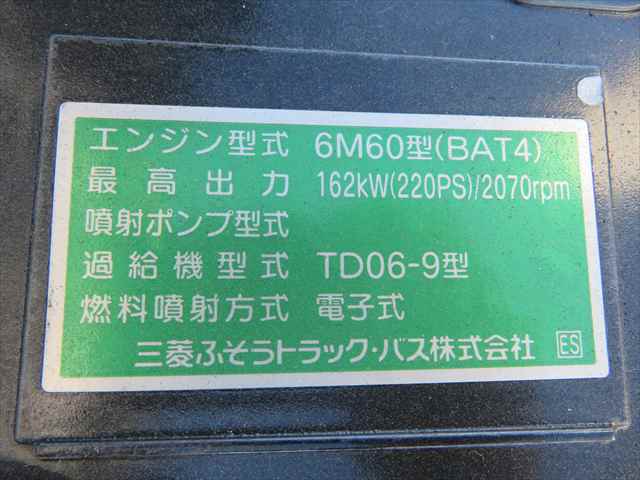 エンジン型式 6M60型(BAT4)
最高出力 162kW(220PS)/2070rpm
噴射ポンプ型式
過給機型式 TD06-9型
燃料噴射方式 電子式
三菱ふそうトラック・バス株式会社 ES